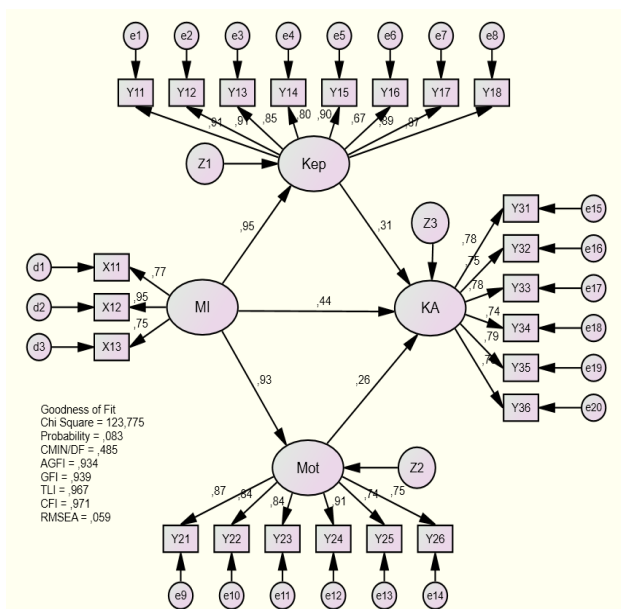 e1 e2 e3 e4 e5 e6 e7 e8
Y11 Y12 Y13 Y14 Y15 Y16 Y17 Y18
,91 ,91 ,85 ,80 ,90 ,67 ,89 ,87
Z1 Kep
,95 ,31
Z3
Y31 e15
,78
Y32 e16
,75
Y33 e17
,78
Y34 e18
,74
Y35 e19
,79
Y36 e20
d1 X11 ,77
d2 X12 ,95
d3 X13 ,75
MI ,44 KA
,93 ,26
Goodness of Fit
Chi Square = 123,775
Probability = ,083
CMIN/DF = ,485
AGFI = ,934
GFI = ,939
TLI = ,967
CFI = ,971
RMSEA = ,059
Mot Z2
,87 ,84 ,84 ,91 ,74 ,75
Y21 Y22 Y23 Y24 Y25 Y26
e9 e10 e11 e12 e13 e14